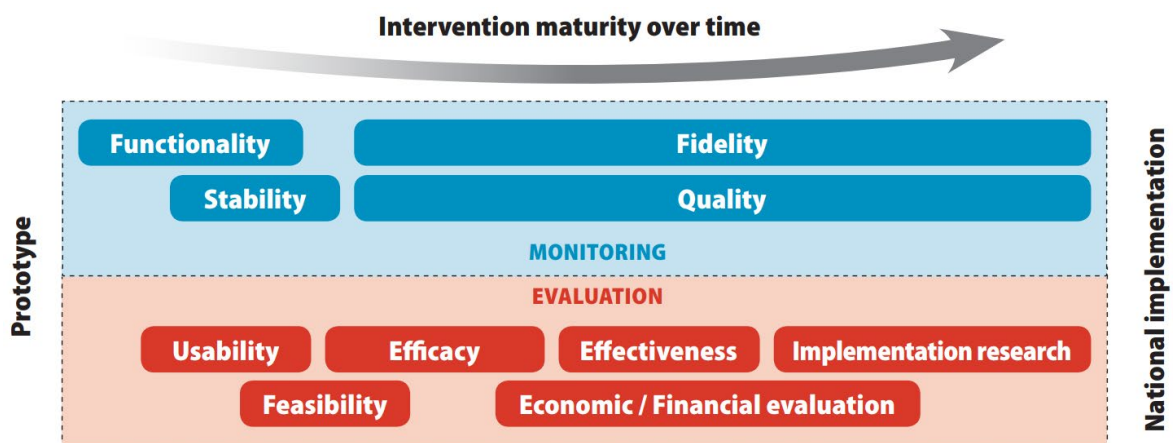 Intervention maturity over time
Prototype
Functionality
Fidelity
Stability
Quality
MONITORING
EVALUATION
Usability
Efficacy
Effectiveness
Implementation research
Feasibility
Economic / Financial evaluation
National implementation